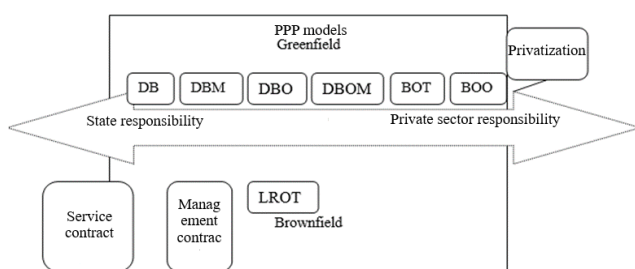 PPP models
Greenfield
Privatization
DB
DBM
DBO
DBOM
BOT
BOO
State responsibility
Private sector responsibility
Service
contract
Manag
ement
contrac
LROT
Brownfield